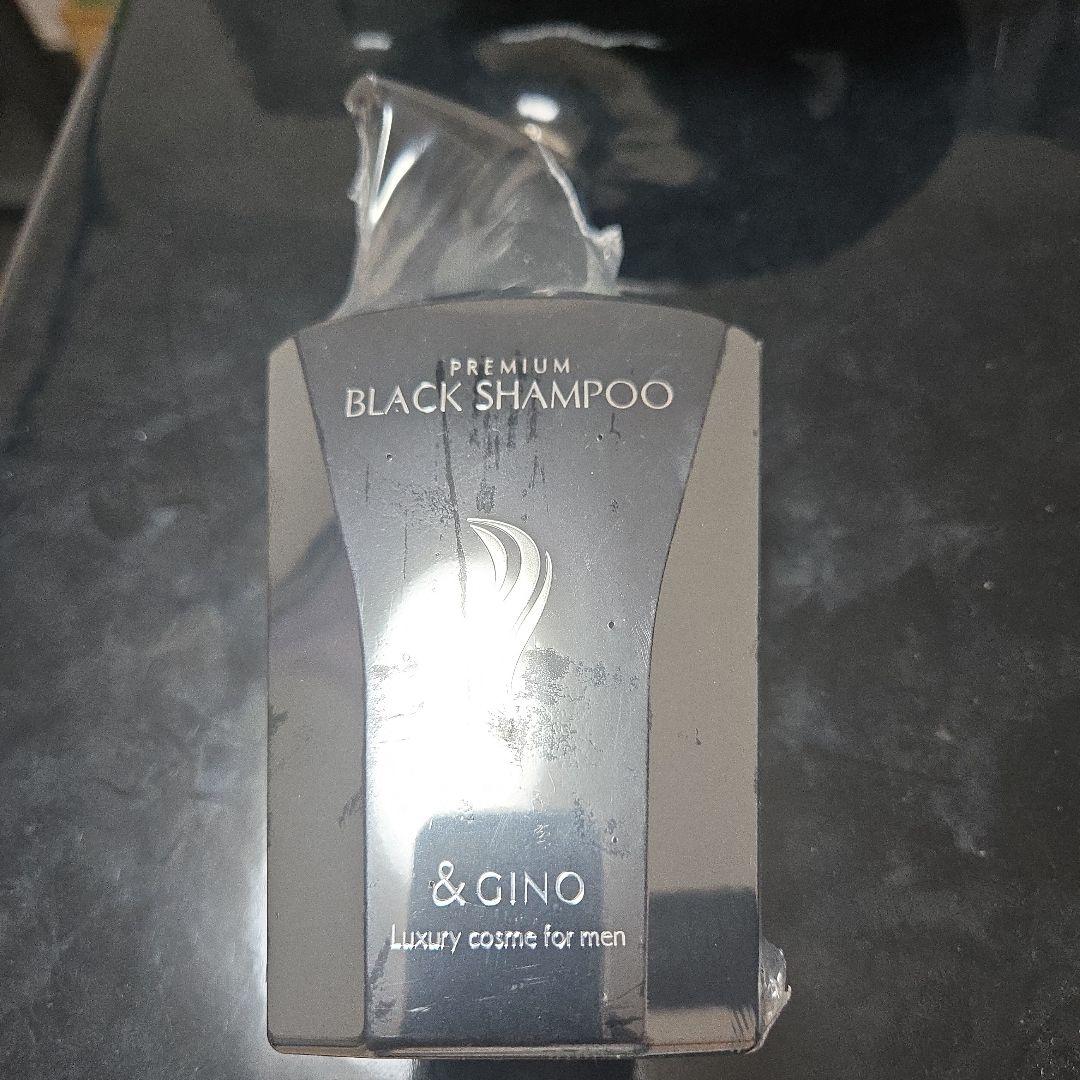 PREMIUM
BLACK SHAMPOO
& GINO
Luxury cosme for men